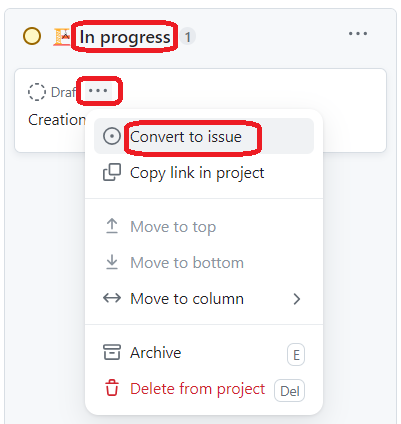 In progress 1
Draf
Creation
Convert to issue
Copy link in project
Move to top
Move to bottom
Move to column
Archive E
Delete from project Del